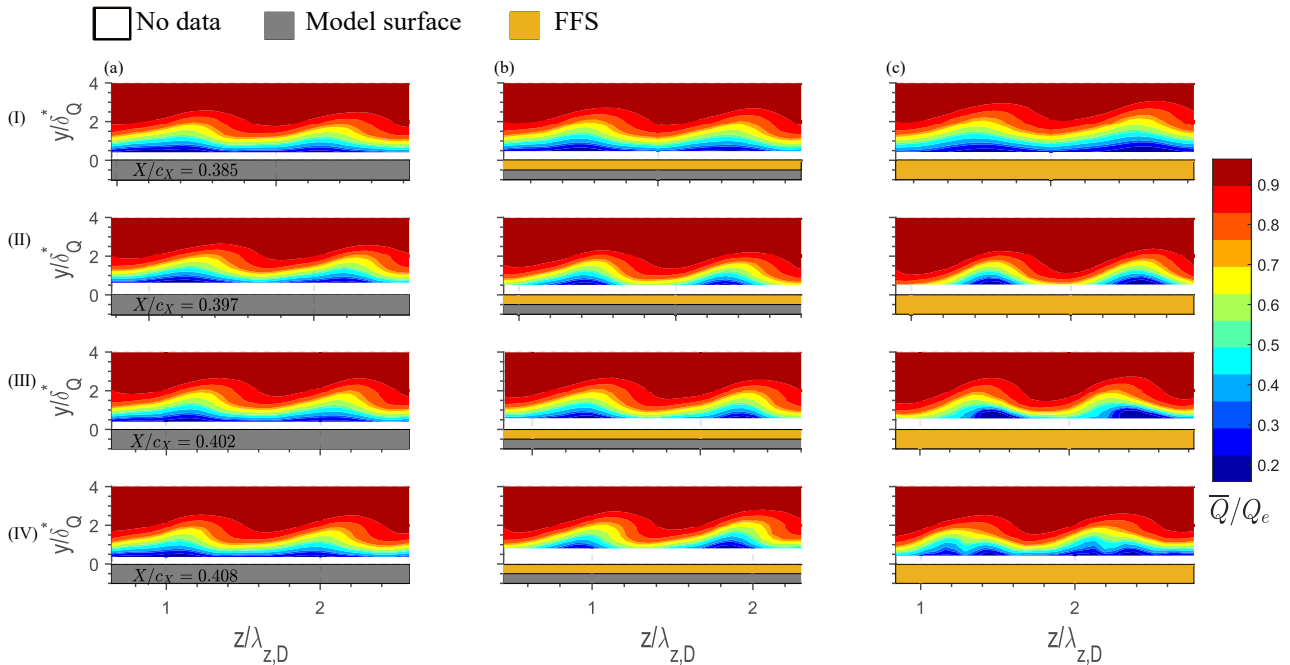 No data Model surface FFS
(a) (b) (c)
(I) y/δ*Q 4 2 0
X/cX = 0.385
(II) y/δ*Q 4 2 0
X/cX = 0.397
(III) y/δ*Q 4 2 0
X/cX = 0.402
(IV) y/δ*Q 4 2 0
X/cX = 0.408
1 2 1 2 1 2
z/λz,D z/λz,D z/λz,D
0.9
0.8
0.7
0.6
0.5
0.4
0.3
0.2
Q̅/Qe